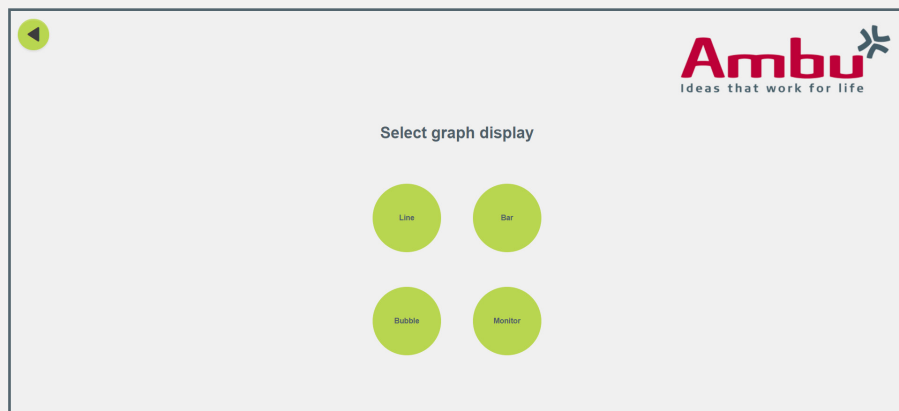 Ambu
Ideas that work for life
Select graph display
Line
Bar
Bubble
Monitor